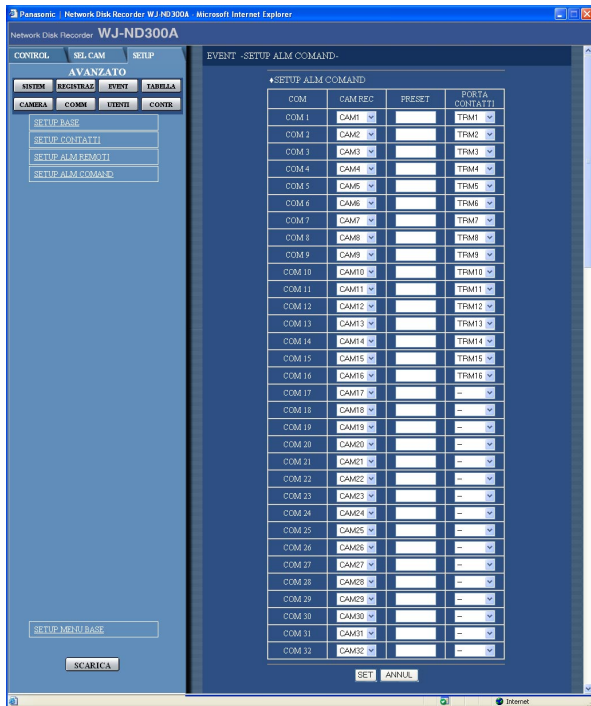 Panasonic | Network Disk Recorder WJ-ND300A - Microsoft Internet Explorer
Network Disk Recorder WJ-ND300A
CONTROL SEL CAM SETUP
AVANZATO
SISTEM REGISTRAZ EVENT TABELLA
CAMERA COMM UTENTI CONTR
SETUP BASE
SETUP CONTATTI
SETUP ALM REMOTI
SETUP ALM COMAND
SETUP MENU BASE
SCARICA
EVENT -SETUP ALM COMAND-
♦SETUP ALM COMAND
COM CAM REC PRESET PORTA CONTATTI
COM 1 CAM1 TRM1
COM 2 CAM2 TRM2
COM 3 CAM3 TRM3
COM 4 CAM4 TRM4
COM 5 CAM5 TRM5
COM 6 CAM6 TRM6
COM 7 CAM7 TRM7
COM 8 CAM8 TRM8
COM 9 CAM9 TRM9
COM 10 CAM10 TRM10
COM 11 CAM11 TRM11
COM 12 CAM12 TRM12
COM 13 CAM13 TRM13
COM 14 CAM14 TRM14
COM 15 CAM15 TRM15
COM 16 CAM16 TRM16
COM 17 CAM17 --
COM 18 CAM18 --
COM 19 CAM19 --
COM 20 CAM20 --
COM 21 CAM21 --
COM 22 CAM22 --
COM 23 CAM23 --
COM 24 CAM24 --
COM 25 CAM25 --
COM 26 CAM26 --
COM 27 CAM27 --
COM 28 CAM28 --
COM 29 CAM29 --
COM 30 CAM30 --
COM 31 CAM31 --
COM 32 CAM32 --
SET ANNUL
Internet